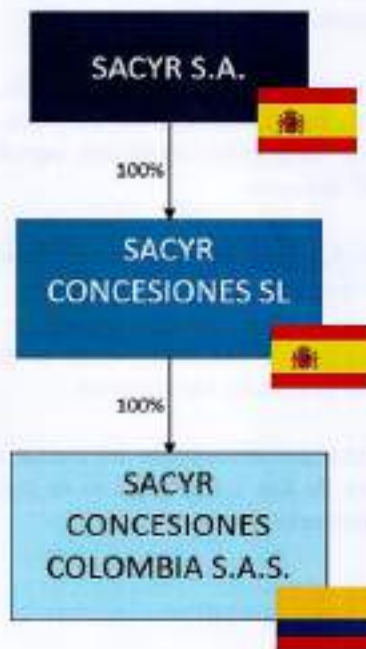 SACYR S.A.
100%
SACYR
CONCESIONES SL
100%
SACYR
CONCESIONES
COLOMBIA S.A.S.